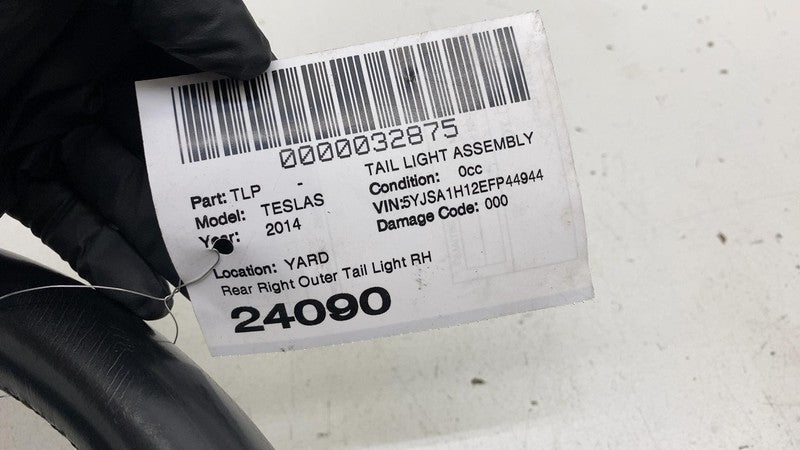 0000032875
Part: TLP - TAIL LIGHT ASSEMBLY
Model: TESLAS Condition: 0cc
Year: 2014 VIN:5YJSA1H12EFP44944
Damage Code: 000
Location: YARD
Rear Right Outer Tail Light RH
24090